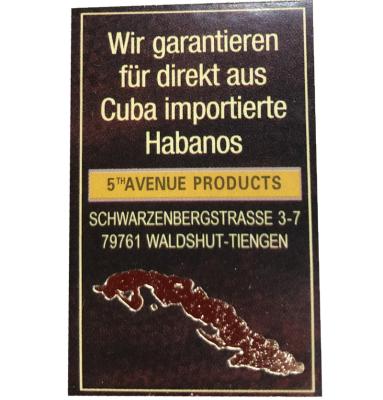 Wir garantieren
für direkt aus
Cuba importierte
Habanos
5THAVENUE PRODUCTS
SCHWARZENBERGSTRASSE 3-7
79761 WALDSHUT-TIENGEN